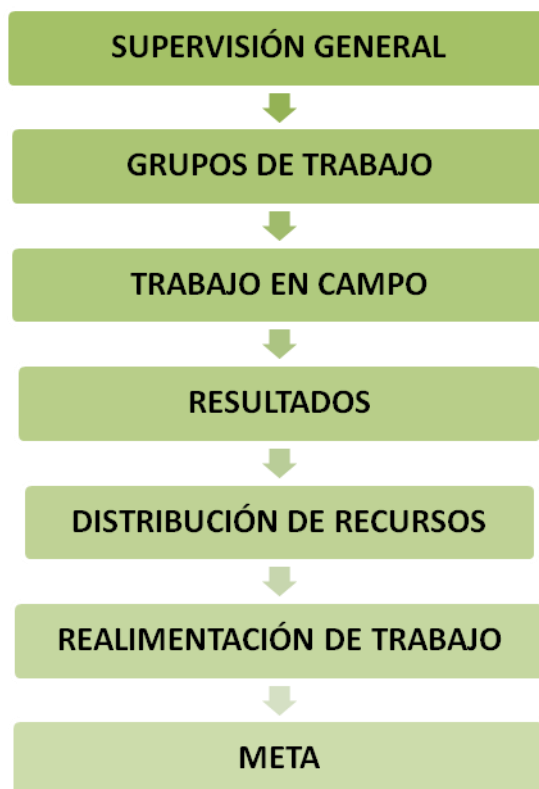 SUPERVISIÓN GENERAL
GRUPOS DE TRABAJO
TRABAJO EN CAMPO
RESULTADOS
DISTRIBUCIÓN DE RECURSOS
REALIMENTACIÓN DE TRABAJO
META